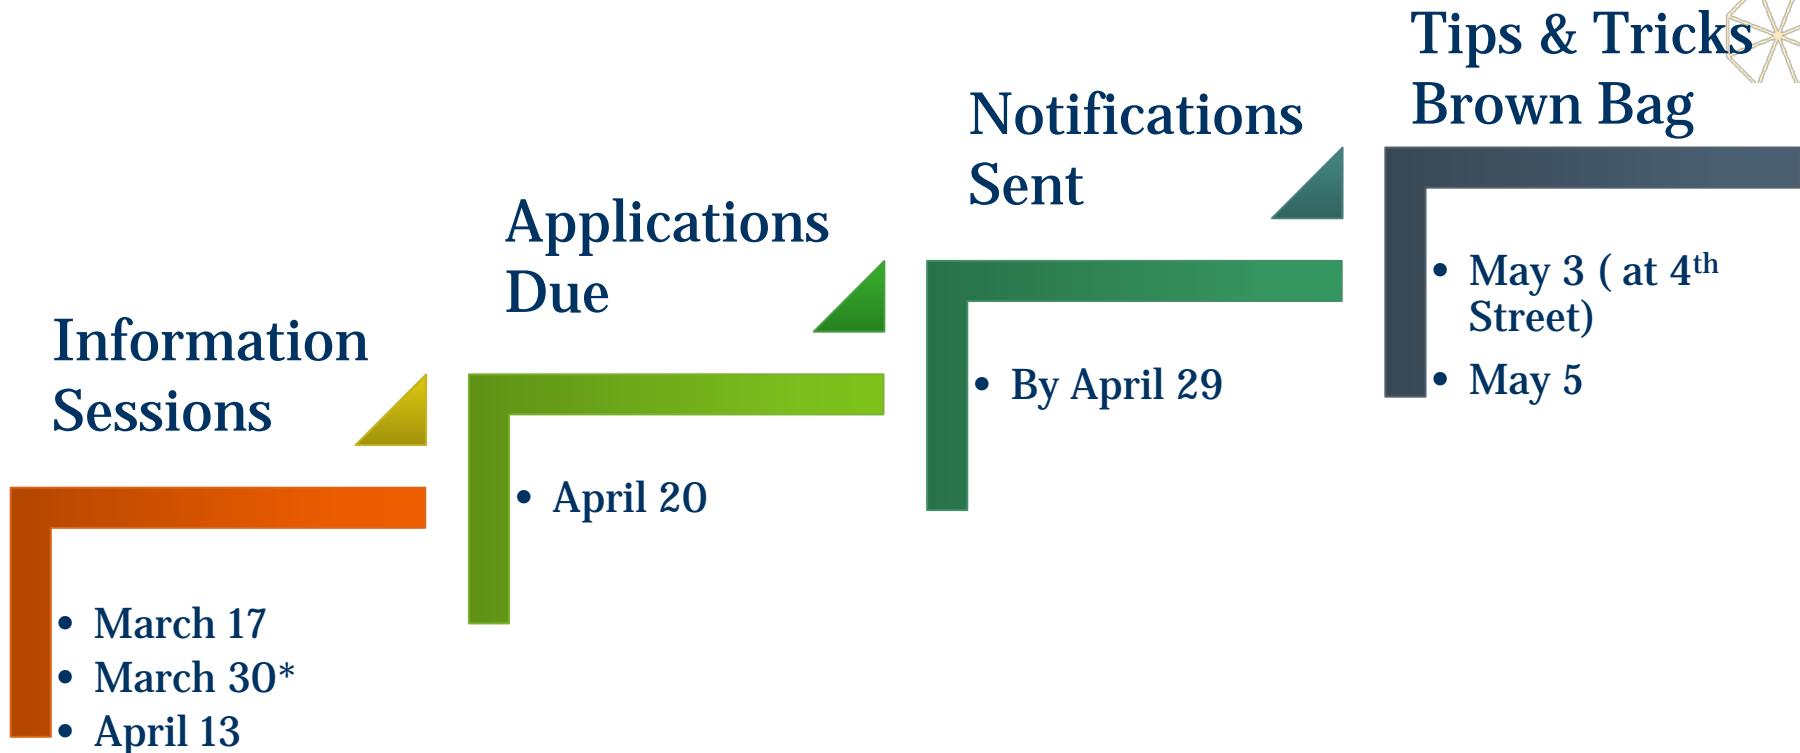 Information
Sessions
• March 17
• March 30*
• April 13
Applications
Due
• April 20
Notifications
Sent
• By April 29
Tips & Tricks
Brown Bag
• May 3 ( at 4th
Street)
• May 5